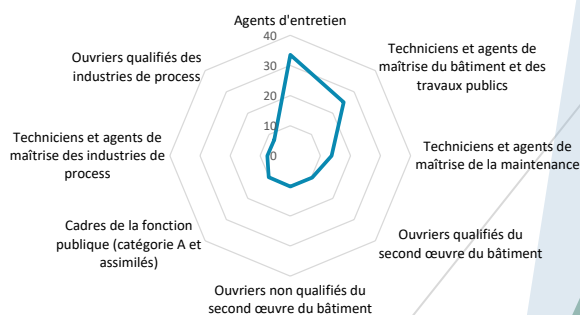 Agents d'entretien
Techniciens et agents de
maîtrise du bâtiment et des
travaux publics
Techniciens et agents de
maîtrise de la maintenance
Ouvriers qualifiés du
second œuvre du bâtiment
Ouvriers non qualifiés du
second œuvre du bâtiment
Cadres de la fonction
publique (catégorie A et
assimilés)
Techniciens et agents de
maîtrise des industries de
process
Ouvriers qualifiés des
industries de process
40
30
20
10
0